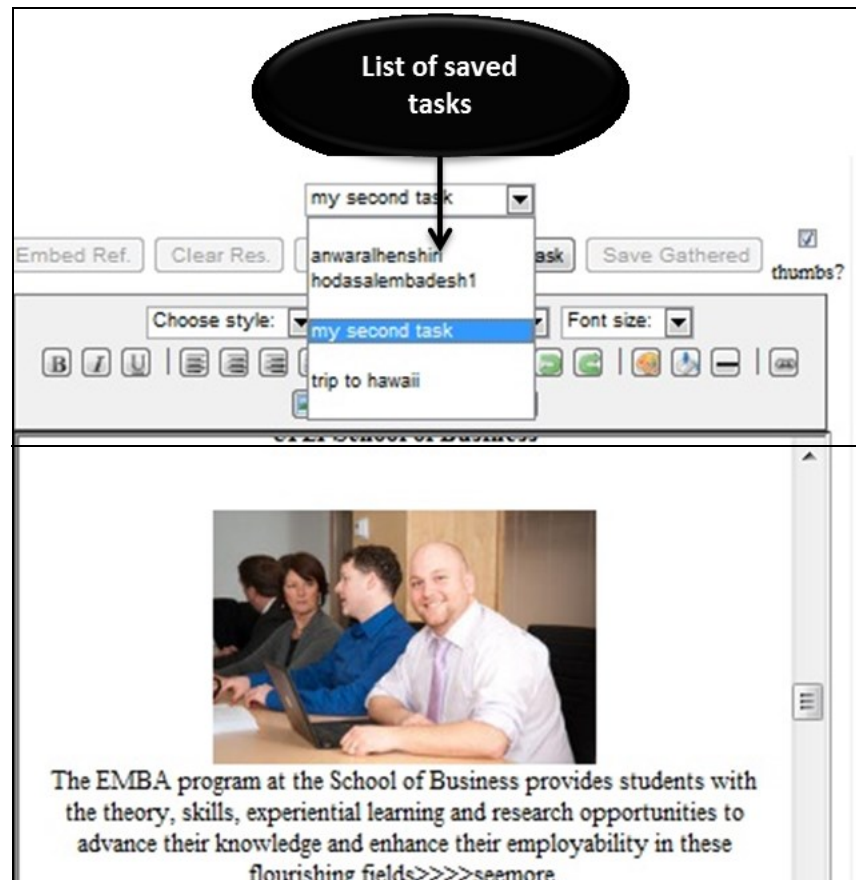 List of saved
tasks
my second task
anwaralhenshiri
hodasalembadesh1
my second task
trip to hawaii
Embed Ref. Clear Res. ask Save Gathered thumbs?
Choose style: Font size:
B I U
School of Business
The EMBA program at the School of Business provides students with
the theory, skills, experiential learning and research opportunities to
advance their knowledge and enhance their employability in these
flourishing fields>>>>seemore